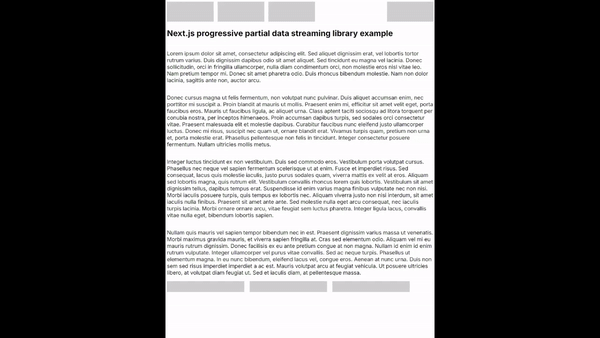 Next.js progressive partial data streaming library example
Lorem ipsum dolor sit amet, consectetur adipiscing elit. Sed aliquet dignissim erat, vel lobortis tortor
rutrum varius. Duis dignissim dapibus odio sit amet aliquet. Sed tincidunt eu magna vitae lacinia. Donec
sollicitudin, orci in fringilla ullamcorper, nulla diam condimentum orci, non molestie eros nisi vitae leo.
Nam pretium tempor mi. Donec sit amet pharetra odio. Duis rhoncus bibendum molestie. Nam non dolor
lacinia, sagittis ante non, auctor arcu.
Donec cursus magna ut felis fermentum, non volutpat nunc pulvinar. Duis aliquet accumsan enim, nec
porttitor mi suscipit a. Proin blandit at mauris ut mollis. Praesent enim mi, efficitur sit amet velit eget, porta
faucibus eros. Mauris ut faucibus ligula, ac aliquet urna. Class aptent taciti sociosqu ad litora torquent per
conubia nostra, per inceptos himenaeos. Proin accumsan dapibus turpis, sed sodales orci consectetur
vitae. Praesent malesuada elit et molestie dapibus. Curabitur faucibus nunc eleifend justo ullamcorper
luctus. Donec mi risus, suscipit nec quam ut, ornare blandit erat. Vivamus turpis quam, pretium non urna
et, porta molestie erat. Phasellus pellentesque non felis in tincidunt. Integer consectetur posuere
fermentum. Nullam ultricies mollis metus.
Integer luctus tincidunt ex non vestibulum. Duis sed commodo eros. Vestibulum porta volutpat cursus.
Phasellus nec neque vel sapien fermentum scelerisque ut at enim. Fusce et imperdiet risus. Sed
consequat, lacus quis molestie iaculis, justo purus sodales quam, viverra mattis ex velit at eros. Aliquam
sed lobortis magna, quis rutrum elit. Vestibulum convallis rhoncus lorem quis lobortis. Vestibulum
dignissim tellus, dapibus tempus erat. Suspendisse id enim varius magna finibus vulputate nec non nisi.
Morbi iaculis posuere turpis, quis tempus ex lobortis nec. Aliquam viverra justo non nisi interdum, sit amet
iaculis nulla finibus. Praesent sit amet ante ante. Sed molestie nulla eget arcu consequat, nec iaculis
turpis lacinia. Morbi ornare ornare arcu, vitae feugiat sem luctus pharetra. Integer ligula lacus, convallis
vitae nulla eget, bibendum lobortis sapien.
Nullam quis mauris vel sapien tempor bibendum nec in est. Praesent dignissim varius massa ut venenatis.
Morbi maximus gravida mauris, et viverra sapien fringilla at. Cras sed elementum odio. Aliquam vel mi eu
mauris rutrum dignissim. Donec facilisis ex eu ante pretium congue at non magna. Nullam id enim id enim
rutrum vulputate. Integer ullamcorper vel purus vitae convallis. Sed ac neque turpis. Phasellus ut
elementum magna. In eu nunc bibendum, eleifend lacus vel, congue eros. Aenean at nunc urna. Duis non
sem sed risus imperdiet imperdiet a ac est. Mauris volutpat arcu at feugiat vehicula. Ut posuere ultricies
libero, at volutpat diam feugiat ut. Sed et iaculis diam, at pellentesque massa.